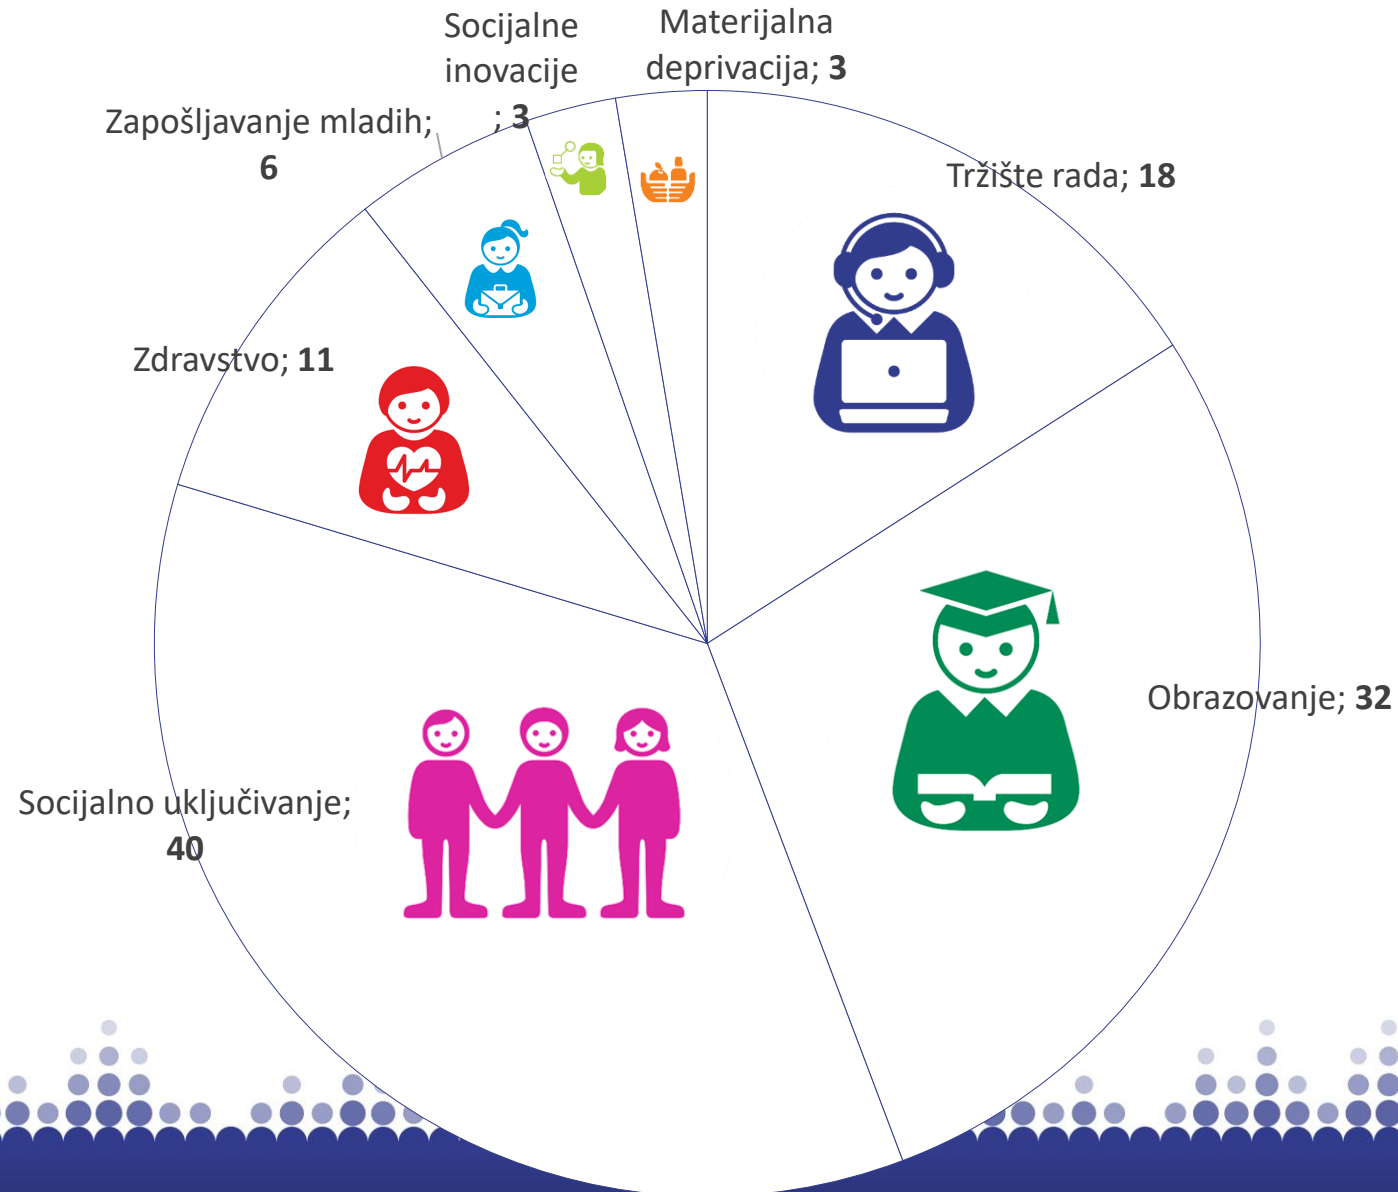 Socijalne
inovacije
; 3
Materijalna
deprivacija; 3
Zapošljavanje mladih;
6
Tržište rada; 18
Zdravstvo; 11
Obrazovanje; 32
Socijalno uključivanje;
40